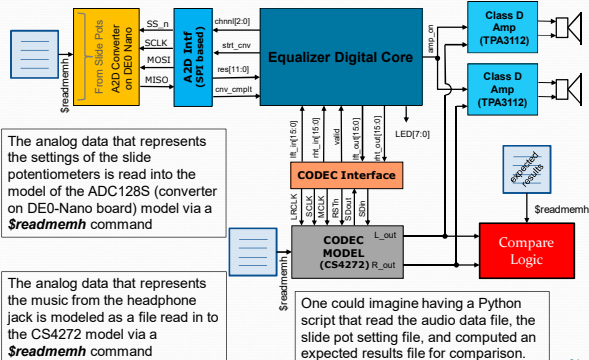 SS_n
SCLK
MOSI
MISO
From Slide Pots
A2D Converter
on DE0 Nano
$readmemh
A2D Intf
(SPI based)
chnnl[2:0]
strt_cnv
res[11:0]
cnv_cmplt
Equalizer Digital Core
amp_on
Class D
Amp
(TPA3112)
Class D
Amp
(TPA3112)
LED[7:0]
lft_in[15:0]
rht_in[15:0]
valid
lft_out[15:0]
rht_out[15:0]
CODEC Interface
LRCLK
SCLK
MCLK
RSTn
SDout
SDin
CODEC
MODEL
(CS4272)
L_out
R_out
$readmemh
expected
results
$readmemh
Compare
Logic
The analog data that represents
the settings of the slide
potentiometers is read into the
model of the ADC128S (converter
on DE0-Nano board) model via a
$readmemh command
The analog data that represents
the music from the headphone
jack is modeled as a file read in to
the CS4272 model via a
$readmemh command
One could imagine having a Python
script that read the audio data file, the
slide pot setting file, and computed an
expected results file for comparison.